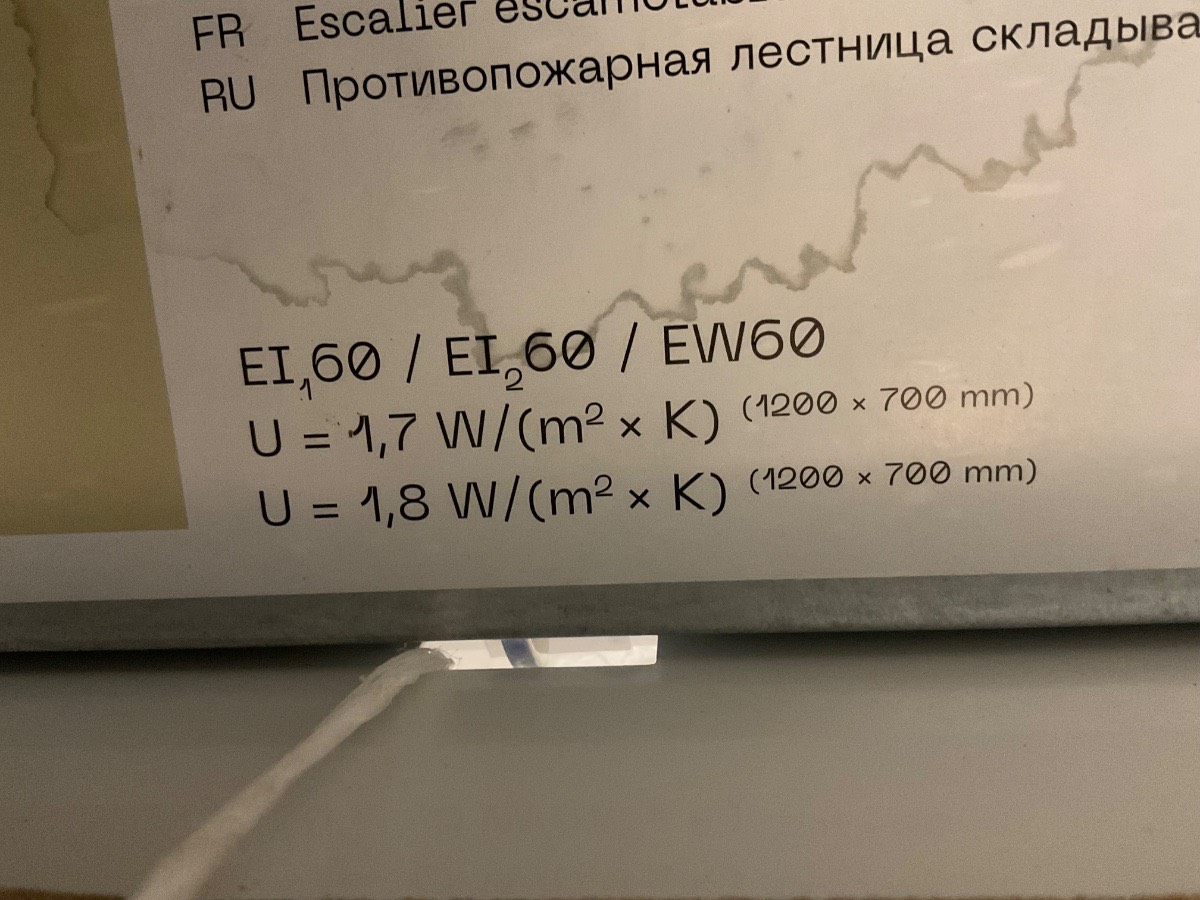 FR Escalier
RU Противопожарная лестница
EI₁60 / EI₂60 / EW60
U = 1,7 W/(m² × K) (1200 × 700 mm)
U = 1,8 W/(m² × K) (1200 × 700 mm)